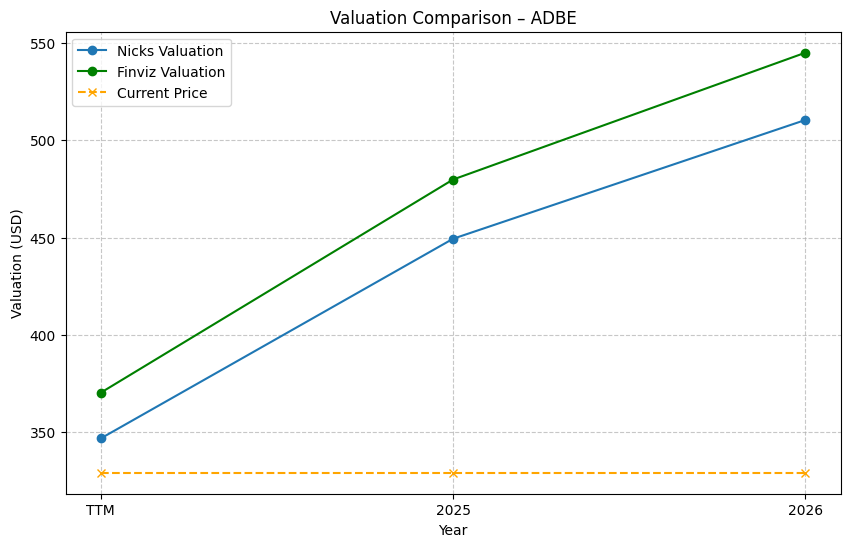 Valuation Comparison – ADBE
Nicks Valuation
Finviz Valuation
Current Price
550
500
450
400
350
Valuation (USD)
TTM
2025
2026
Year